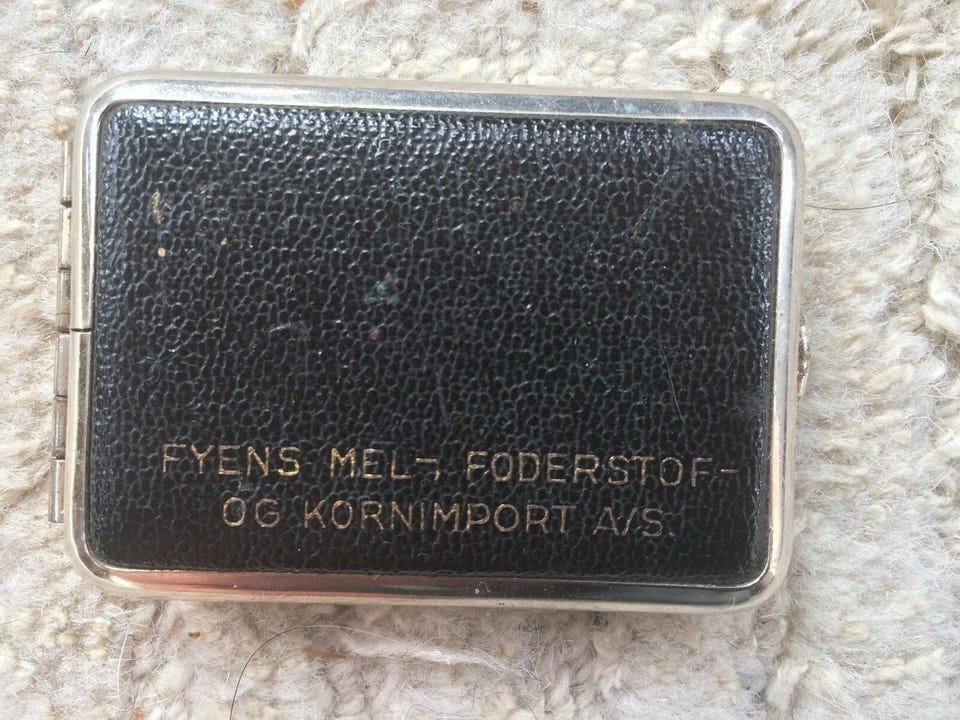 FYENS MEL-, FODERSTOF-
OG KORNIMPORT A/S.